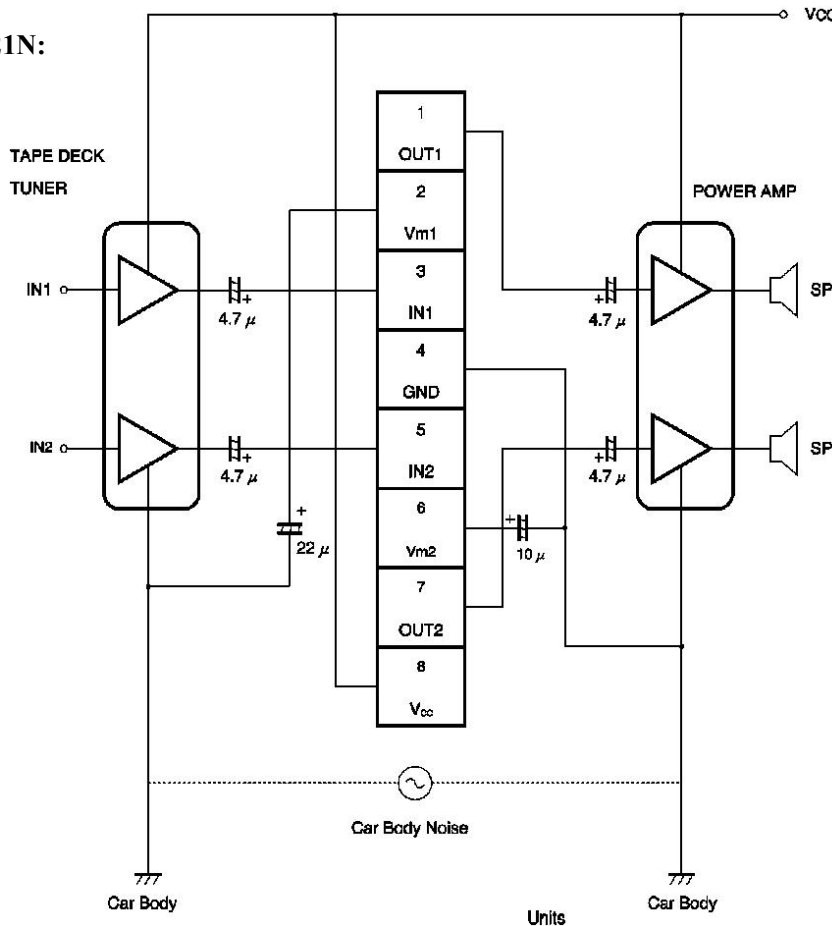 VCC
1N:
1
OUT1
TAPE DECK
TUNER
2
Vm1
POWER AMP
3
IN1
IN1
4.7 μ
4.7 μ
SP
4
GND
5
IN2
IN2
4.7 μ
4.7 μ
SP
6
Vm2
22 μ
10 μ
7
OUT2
8
Vcc
Car Body Noise
Car Body
Car Body
Units